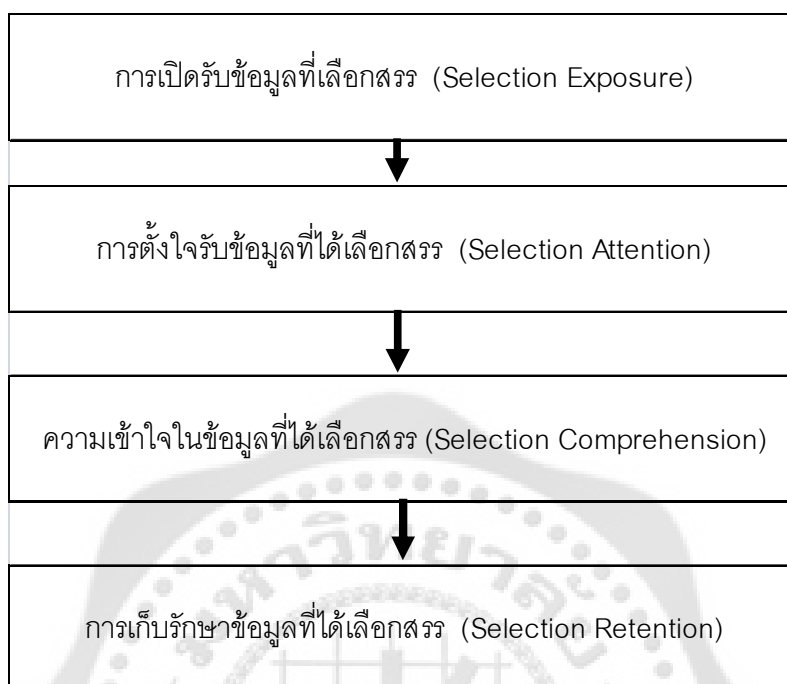 การเปิดรับข้อมูลที่เลือกสรร (Selection Exposure)
การตั้งใจรับข้อมูลที่ได้เลือกสรร (Selection Attention)
ความเข้าใจในข้อมูลที่ได้เลือกสรร (Selection Comprehension)
การเก็บรักษาข้อมูลที่ได้เลือกสรร (Selection Retention)